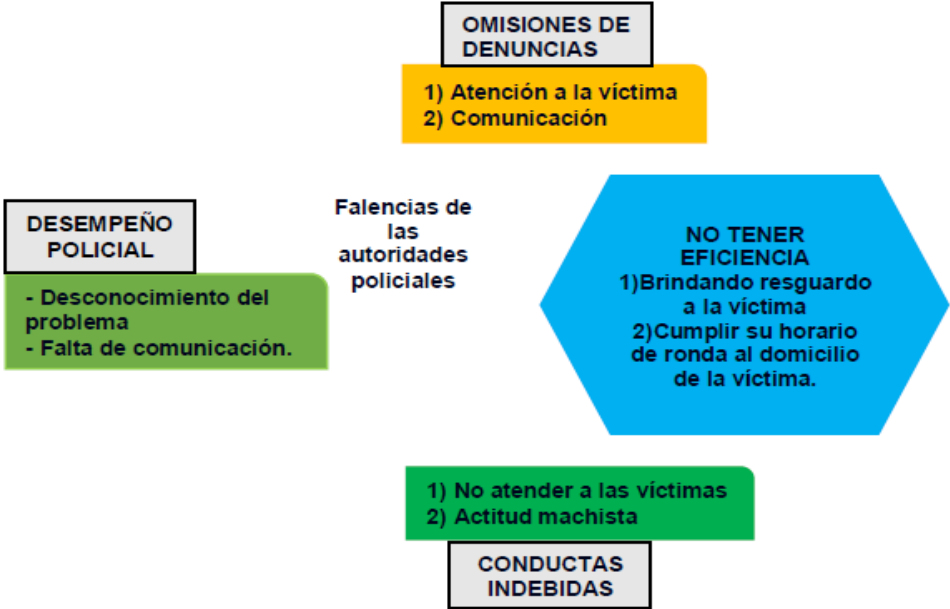 OMISIONES DE
DENUNCIAS
1) Atención a la víctima
2) Comunicación
DESEMPEÑO
POLICIAL
- Desconocimiento del
problema
- Falta de comunicación.
Falencias de
las
autoridades
policiales
NO TENER
EFICIENCIA
1)Brindando resguardo
a la víctima
2)Cumplir su horario
de ronda al domicilio
de la víctima.
1) No atender a las víctimas
2) Actitud machista
CONDUCTAS
INDEBIDAS